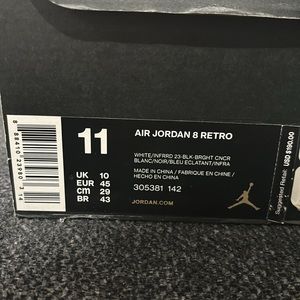 11
AIR JORDAN 8 RETRO
WHITE/INFRRD 23-BLK-BRGHT CNCR
BLANC/NOIR/BLEU ECLATANT/INFRA
MADE IN CHINA / FABRIQUE EN CHINE /
HECHO EN CHINA
305381 142
JORDAN.COM
UK 10
EUR 45
CM 29
BR 43
Suggested Retail:
USD $190.00